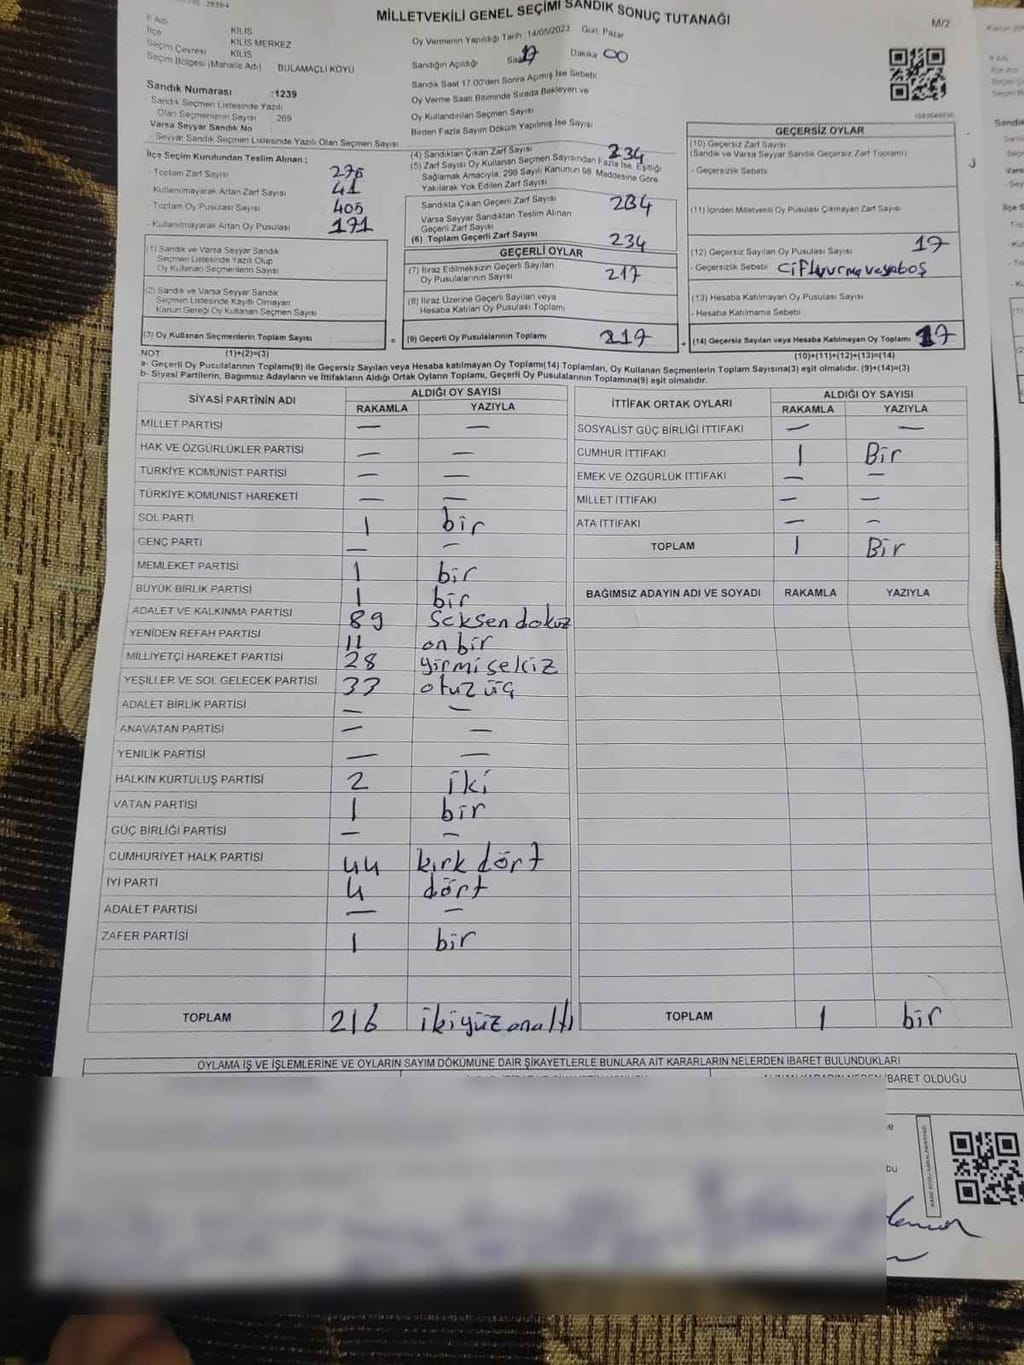 MİLLETVEKİLİ GENEL SEÇİMİ SANDIK SONUÇ TUTANAĞI
M/2
İl Adı KİLİS
İlçe KİLİS MERKEZ
Seçim Çevresi KİLİS
Seçim Bölgesi (Mahalle Adı) BULAMAÇLI KÖYÜ
Oy Vermenin Yapıldığı Tarih :14/05/2023 Gün Pazar
Sandığın Açıldığı Saat 17 Dakika 00
Sandık Saat 17.00'den Sonra Açmış İse Sebebi
Oy Verme Saati Bitiminde Sırada Bekleyen ve
Oy Kullandırılan Seçmen Sayısı
Birden Fazla Sayım Döküm Yapılmış İse Sayısı
Sandık Numarası :1239
- Sandık Seçmen Listesinde Yazılı
Olan Seçmenlerin Sayısı : 269
Varsa Seyyar Sandık No
- Seyyar Sandık Seçmen Listesinde Yazılı Olan Seçmen Sayısı
İlçe Seçim Kurulundan Teslim Alınan ;
- Toplam Zarf Sayısı
- Kullanılmayarak Artan Zarf Sayısı 41
- Toplam Oy Pusulası Sayısı 405
- Kullanılmayarak Artan Oy Pusulası 171
(1) Sandık ve Varsa Seyyar Sandık
Seçmen Listesinde Yazılı Olup
Oy Kullanan Seçmenlerin Sayısı
(2) Sandık ve Varsa Seyyar Sandık
Seçmen Listesinde Kayıtlı Olmayan
Kanun Gereği Oy Kullanan Seçmen Sayısı
(3) Oy Kullanan Seçmenlerin Toplam Sayısı
(4) Sandıktan Çıkan Zarf Sayısı 234
(5) Zarf Sayısı Oy Kullanan Seçmen Sayısından Fazla İse, Eşitliği
Sağlamak Amacıyla, 298 Sayılı Kanunun 98. Maddesine Göre
Yakılarak Yok Edilen Zarf Sayısı
Sandıkta Çıkan Geçerli Zarf Sayısı 234
Varsa Seyyar Sandıktan Teslim Alınan
Geçerli Zarf Sayısı
(6) Toplam Geçerli Zarf Sayısı 234
GEÇERLİ OYLAR
(7) İtiraz Edilmeksizin Geçerli Sayılan
Oy Pusulalarının Sayısı 217
(8) İtiraz Üzerine Geçerli Sayılan veya
Hesaba Katılan Oy Pusulası Toplamı
= (9) Geçerli Oy Pusulalarının Toplamı 217
GEÇERSİZ OYLAR
(10) Geçersiz Zarf Sayısı
(Sandık ve Varsa Seyyar Sandık Geçersiz Zarf Toplamı)
- Geçersizlik Sebebi
(11) İçinden Milletvekili Oy Pusulası Çıkmayan Zarf Sayısı
(12) Geçersiz Sayılan Oy Pusulası Sayısı 17
- Geçersizlik Sebebi
(13) Hesaba Katılmayan Oy Pusulası Sayısı
- Hesaba Katılmama Sebebi
+ (14) Geçersiz Sayılan veya Hesaba Katılmayan Oy Toplamı 17
NOT: (1)+(2)=(3) (10)+(11)+(12)+(13)=(14)
a- Geçerli Oy Pusulalarının Toplamı(9) ile Geçersiz Sayılan veya Hesaba katılmayan Oy Toplamı(14) Toplamları, Oy Kullanan Seçmenlerin Toplam Sayısına(3) eşit olmalıdır. (9)+(14)=(3)
b- Siyasi Partilerin, Bağımsız Adayların ve İttifakların Aldığı Ortak Oyların Toplamı, Geçerli Oy Pusulalarının Toplamına(9) eşit olmalıdır.
SİYASİ PARTİNİN ADI ALDIĞI OY SAYISI
RAKAMLA YAZIYLA
MİLLET PARTİSİ — —
HAK VE ÖZGÜRLÜKLER PARTİSİ — —
TÜRKİYE KOMÜNİST PARTİSİ — —
TÜRKİYE KOMÜNİST HAREKETİ — —
SOL PARTİ 1 bir
GENÇ PARTİ — —
MEMLEKET PARTİSİ 1 bir
BÜYÜK BİRLİK PARTİSİ 1 bir
ADALET VE KALKINMA PARTİSİ 89 seksen dokuz
YENİDEN REFAH PARTİSİ 11 on bir
MİLLİYETÇİ HAREKET PARTİSİ 28 yirmi sekiz
YEŞİLLER VE SOL GELECEK PARTİSİ 33 otuz üç
ADALET BİRLİK PARTİSİ — —
ANAVATAN PARTİSİ — —
YENİLİK PARTİSİ — —
HALKIN KURTULUŞ PARTİSİ 2 iki
VATAN PARTİSİ 1 bir
GÜÇ BİRLİĞİ PARTİSİ — —
CUMHURİYET HALK PARTİSİ 44 kırk dört
İYİ PARTİ 4 dört
ADALET PARTİSİ — —
ZAFER PARTİSİ 1 bir
TOPLAM 216 iki yüz on altı
İTTİFAK ORTAK OYLARI ALDIĞI OY SAYISI
RAKAMLA YAZIYLA
SOSYALİST GÜÇ BİRLİĞİ İTTİFAKI — —
CUMHUR İTTİFAKI 1 Bir
EMEK VE ÖZGÜRLÜK İTTİFAKI — —
MİLLET İTTİFAKI — —
ATA İTTİFAKI — —
TOPLAM 1 Bir
BAĞIMSIZ ADAYIN ADI VE SOYADI RAKAMLA YAZIYLA
TOPLAM 1 bir
OYLAMA İŞ VE İŞLEMLERİNE VE OYLARIN SAYIM DÖKÜMÜNE DAİR ŞİKAYETLERLE BUNLARA AİT KARARLARIN NELERDEN İBARET BULUNDUKLARI
İBARET OLDUĞU